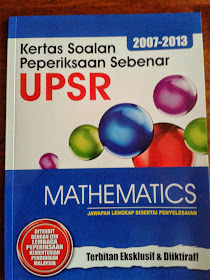 2007-2013
Kertas Soalan
Peperiksaan Sebenar
UPSR
MATHEMATICS
JAWAPAN LENGKAP DISERTAI PENYELESAIAN
DITERBIT
DENGAN IZIN
LEMBAGA
PEPERIKSAAN
KEMENTERIAN
PENDIDIKAN
MALAYSIA
Terbitan Eksklusif & Diiktiraf!